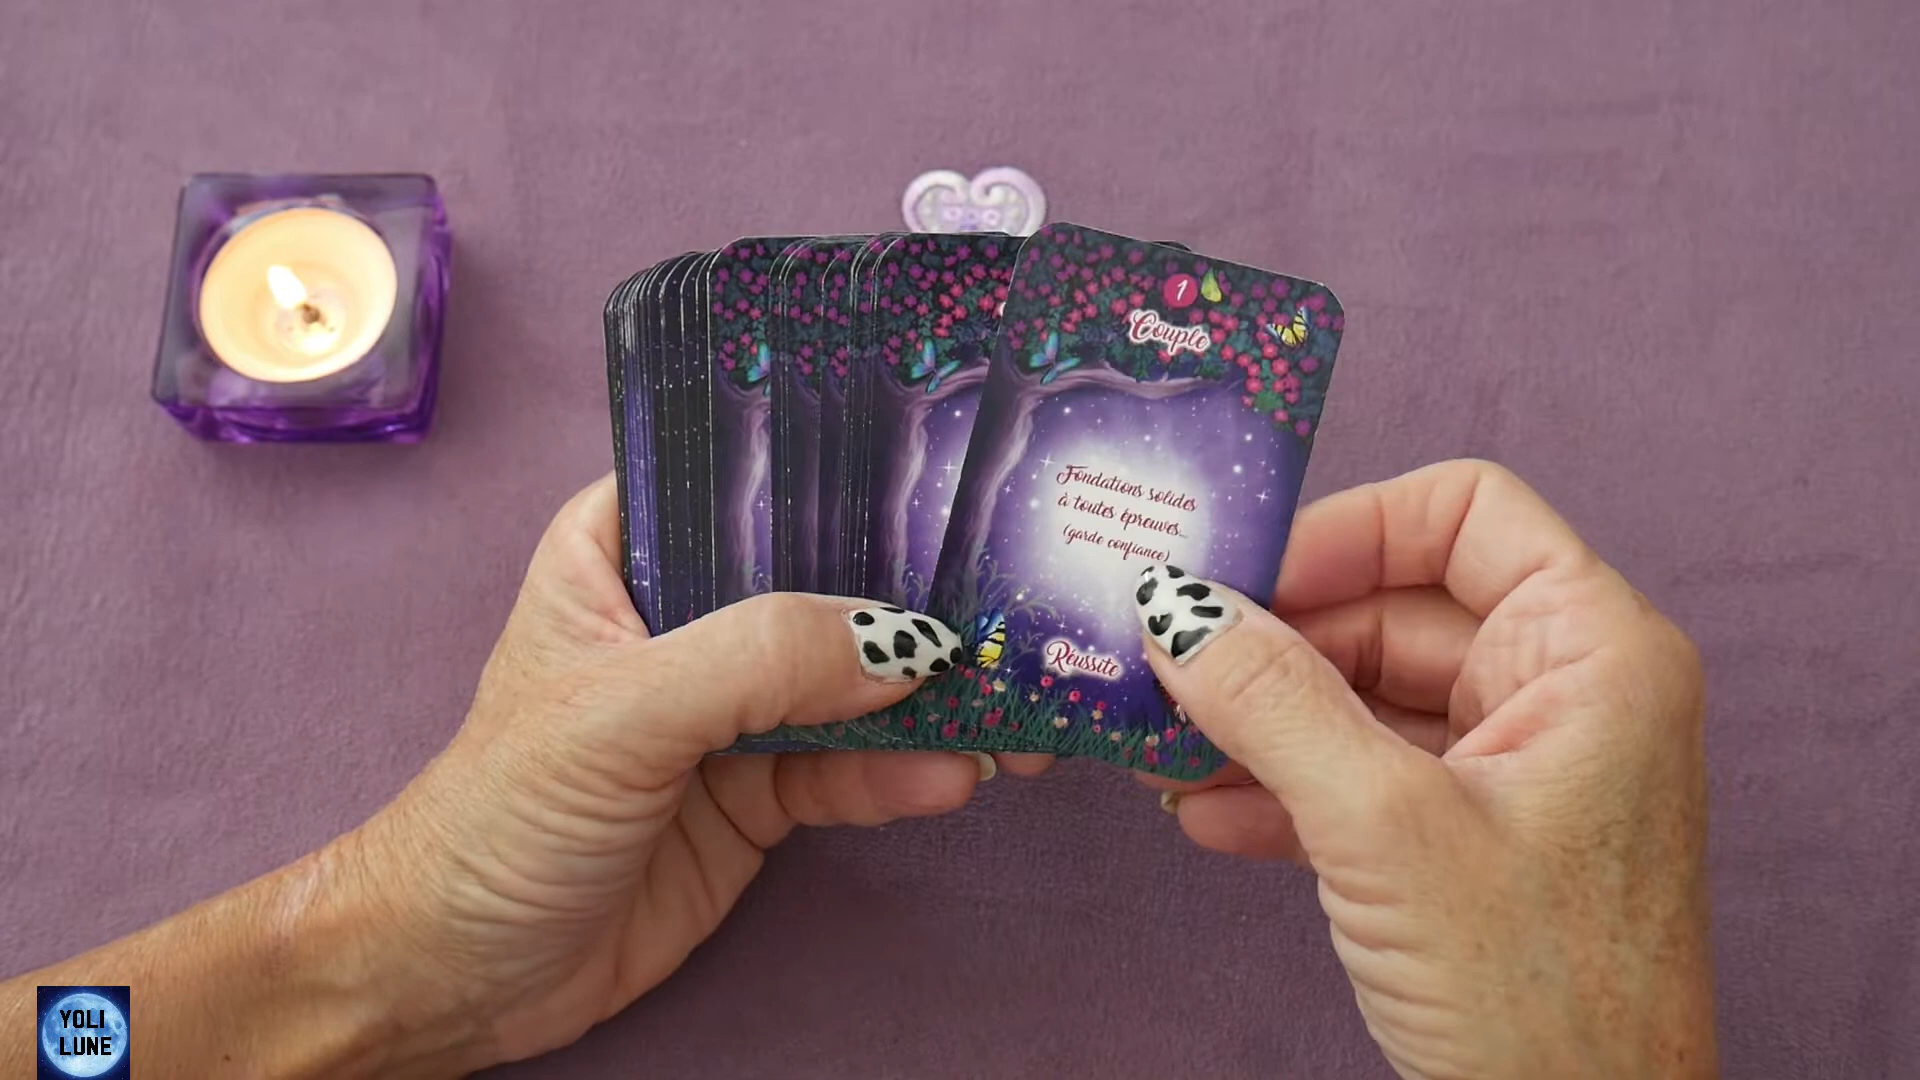 1
Couple
Fondations solides
à toutes épreuves...
(garde confiance)
Réussite
YOLI
LUNE